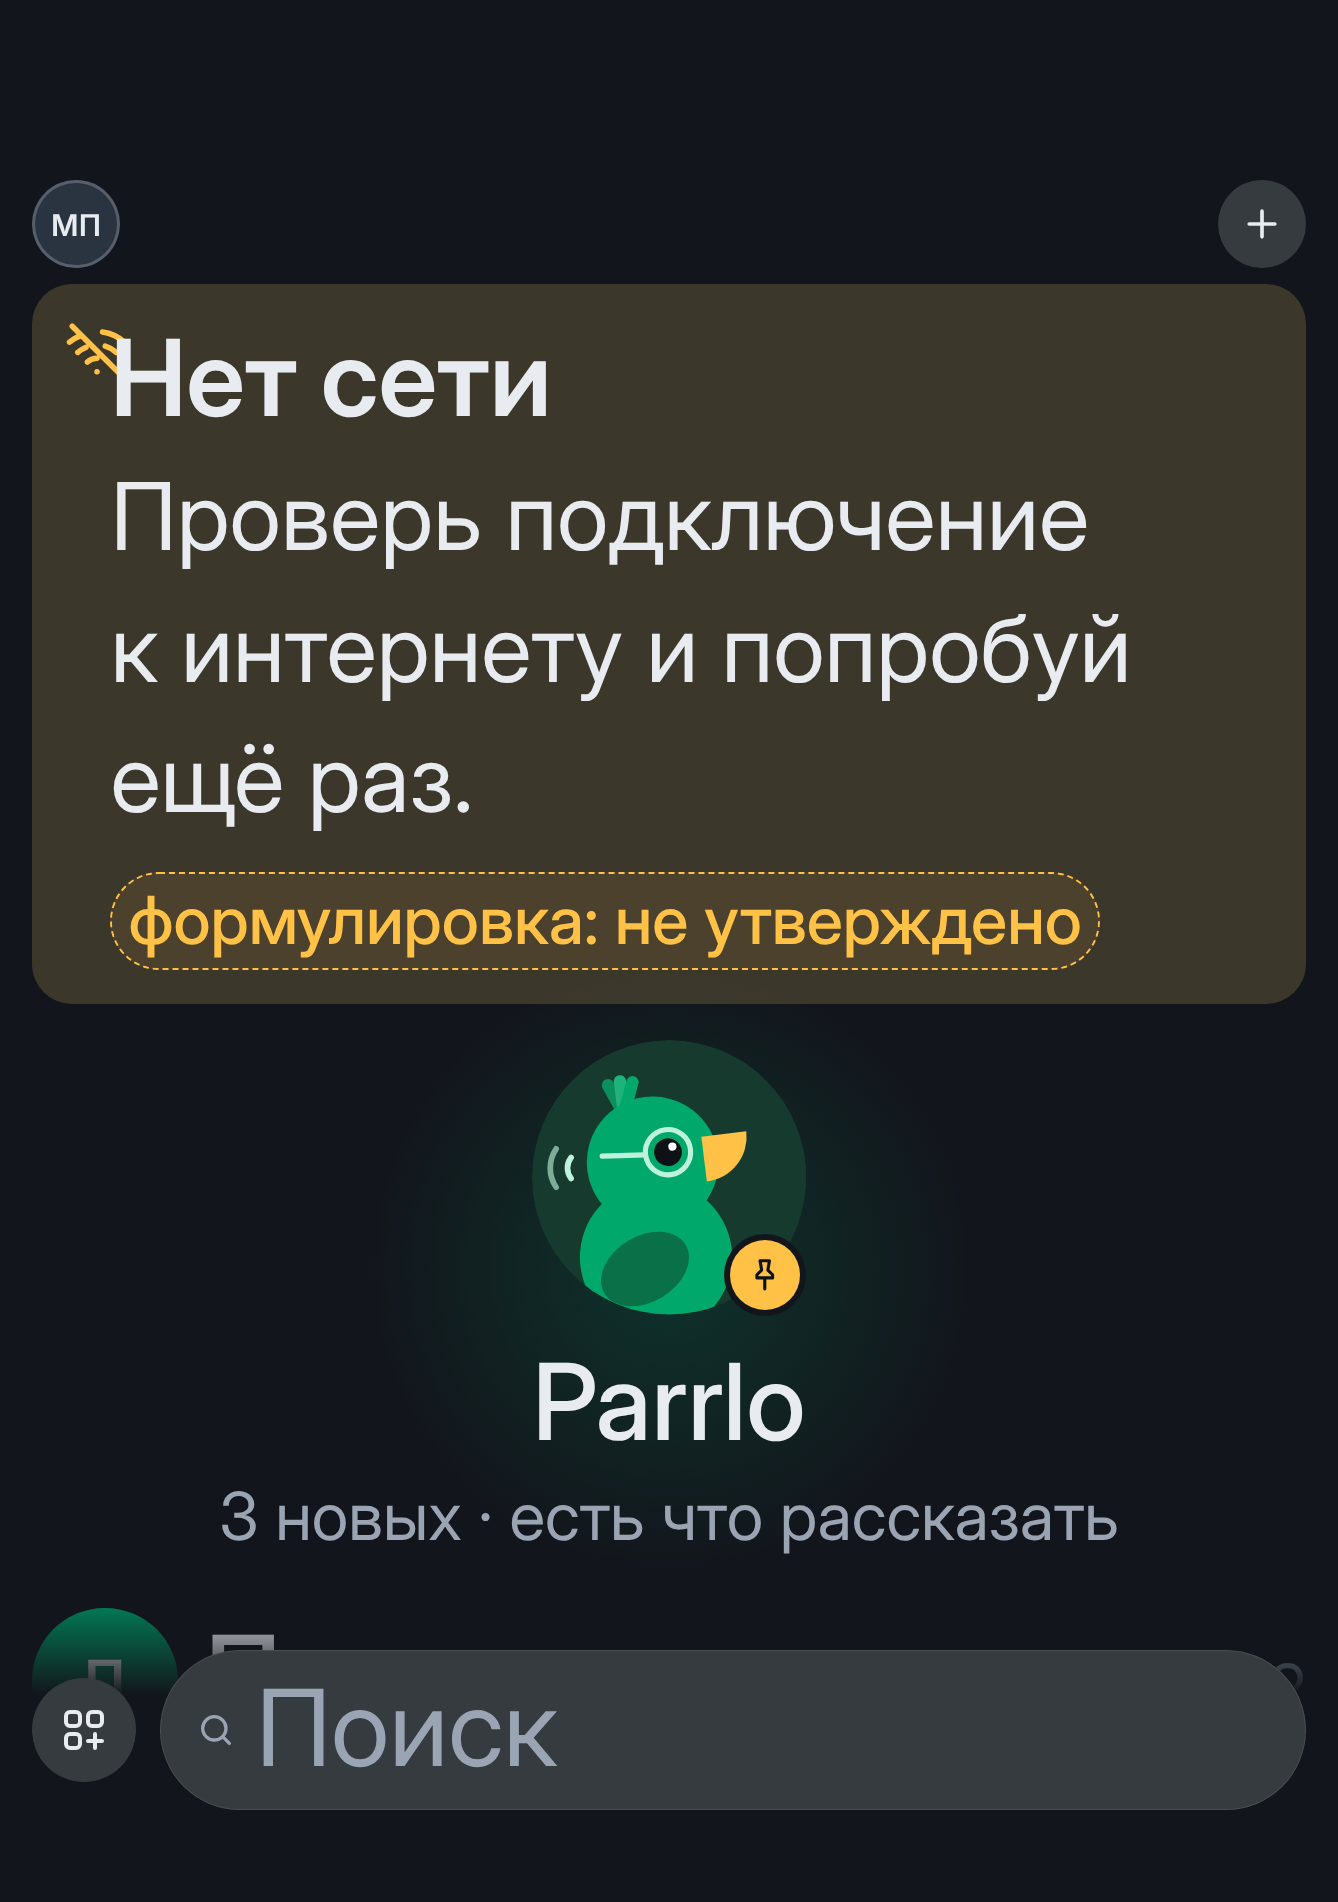 МП
Нет сети
Проверь подключение
к интернету и попробуй
ещё раз.
формулировка: не утверждено
Parrlo
3 новых · есть что рассказать
Поиск